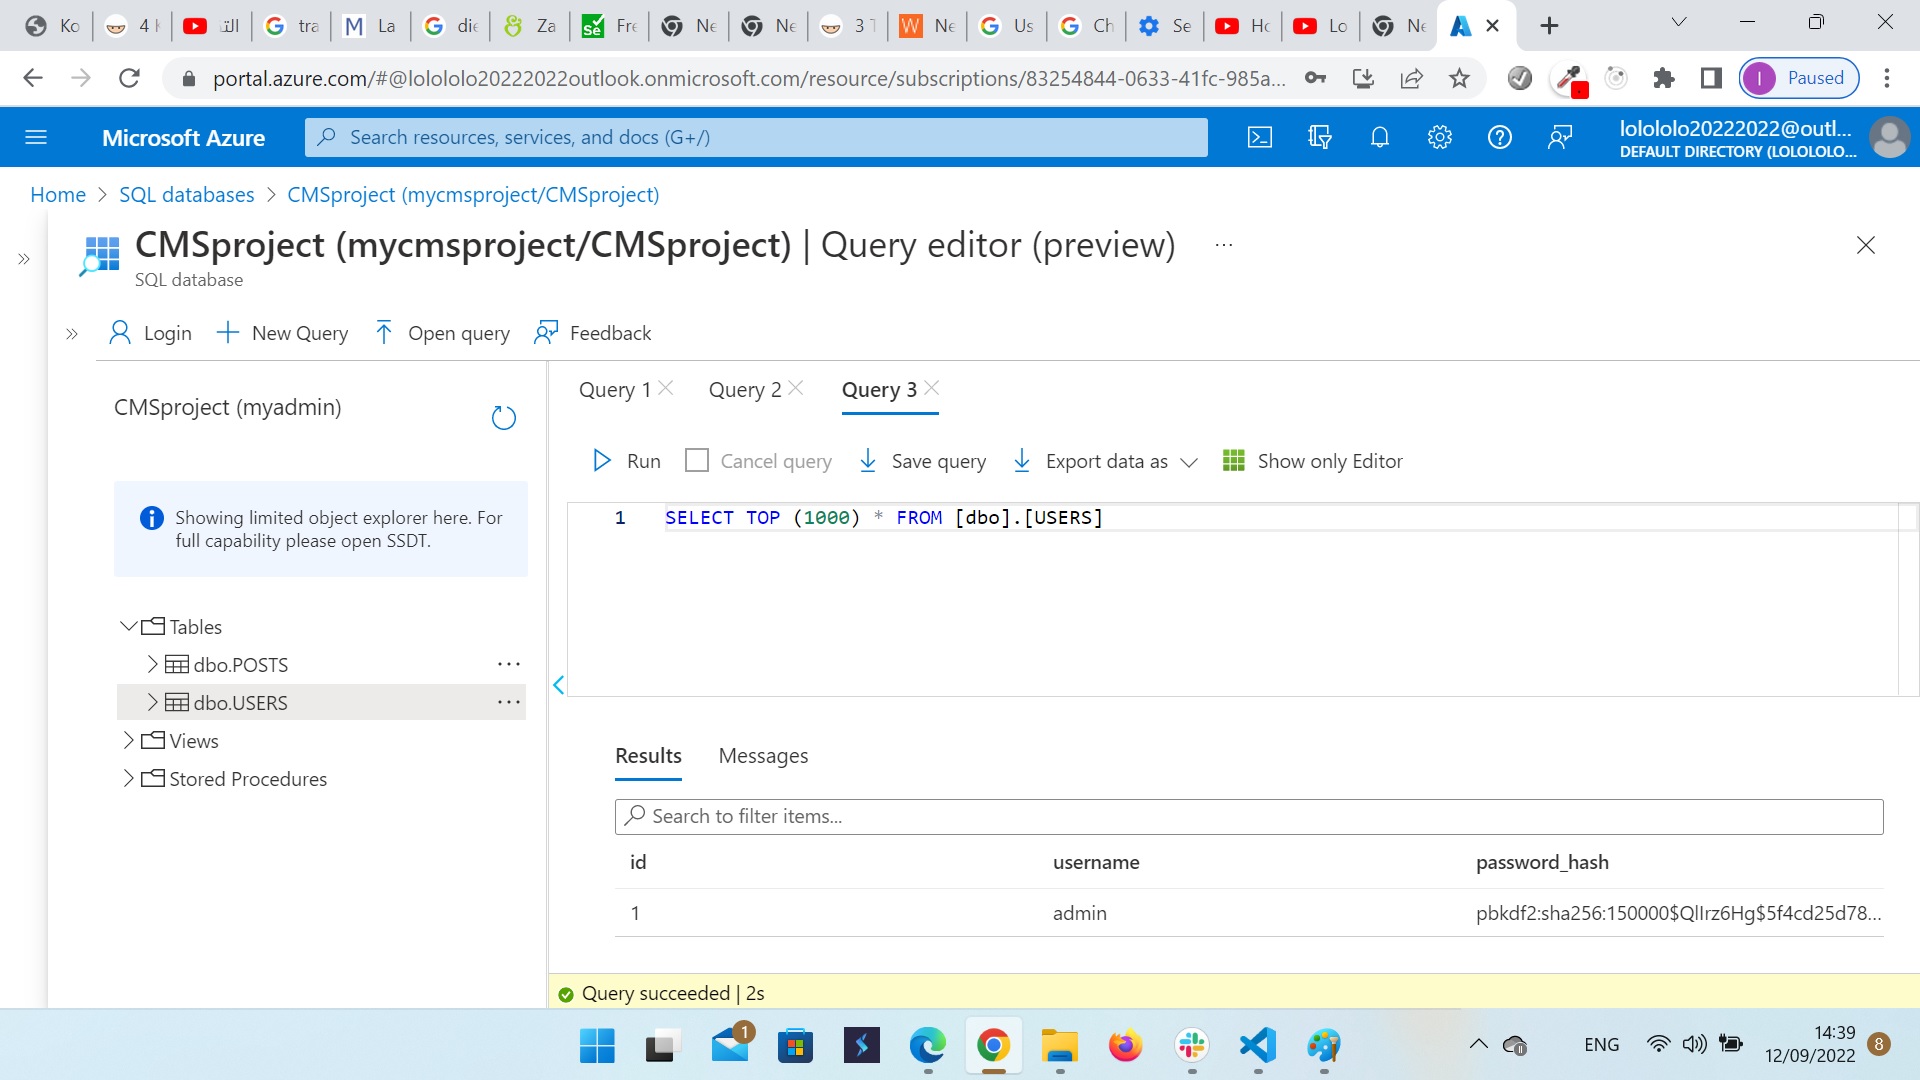 Ko
4 k
الت
tra
La
die
Za
Fre
Ne
Ne
3 T
Ne
Us
Ch
Se
Ho
Lo
Ne
portal.azure.com/#@lolololo20222022outlook.onmicrosoft.com/resource/subscriptions/83254844-0633-41fc-985a...
I
Paused
Microsoft Azure
Search resources, services, and docs (G+/)
lolololo20222022@outl...
DEFAULT DIRECTORY (LOLOLOLO...
Home > SQL databases > CMSproject (mycmsproject/CMSproject)
CMSproject (mycmsproject/CMSproject) | Query editor (preview) ...
SQL database
Login
New Query
Open query
Feedback
CMSproject (myadmin)
Showing limited object explorer here. For
full capability please open SSDT.
Tables
dbo.POSTS
dbo.USERS
Views
Stored Procedures
Query 1
Query 2
Query 3
Run
Cancel query
Save query
Export data as
Show only Editor
1 SELECT TOP (1000) * FROM [dbo].[USERS]
Results
Messages
Search to filter items...
id username password_hash
1 admin pbkdf2:sha256:150000$QlIrz6Hg$5f4cd25d78...
Query succeeded | 2s
1
ENG
14:39
12/09/2022
8